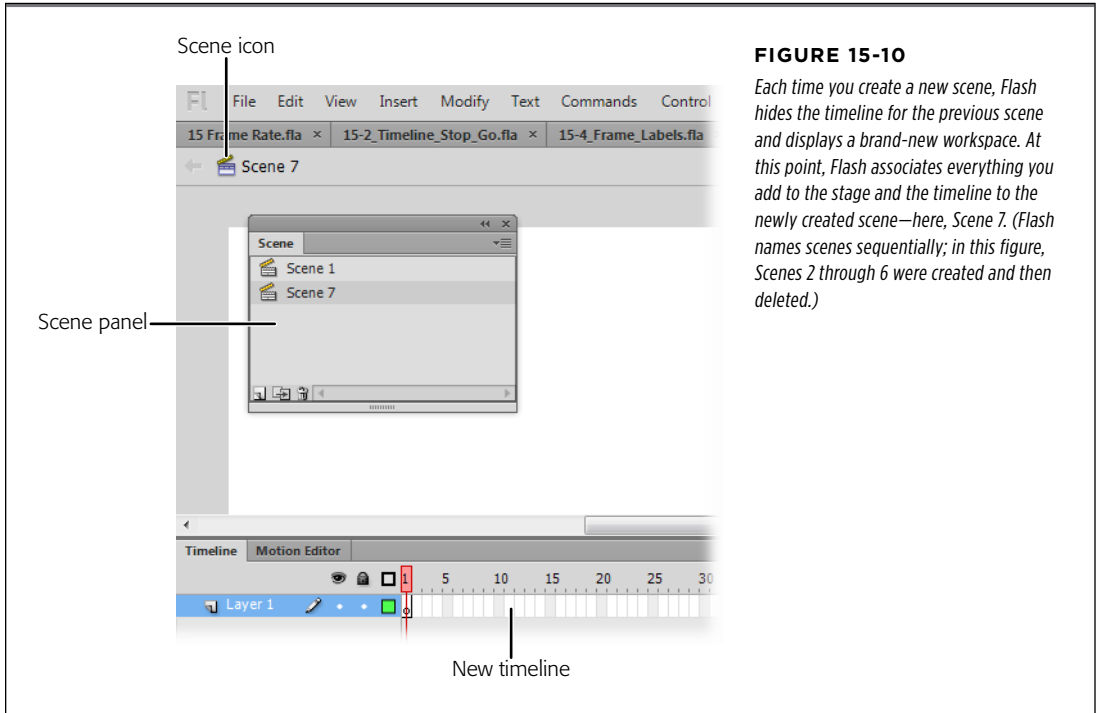 Scene icon
Fl File Edit View Insert Modify Text Commands Control
15 Frame Rate.fla × 15-2_Timeline_Stop_Go.fla × 15-4_Frame_Labels.fla
Scene 7
Scene
Scene 1
Scene 7
Scene panel
Timeline Motion Editor
1 5 10 15 20 25 30
Layer 1
New timeline
FIGURE 15-10
Each time you create a new scene, Flash
hides the timeline for the previous scene
and displays a brand-new workspace. At
this point, Flash associates everything you
add to the stage and the timeline to the
newly created scene—here, Scene 7. (Flash
names scenes sequentially; in this figure,
Scenes 2 through 6 were created and then
deleted.)